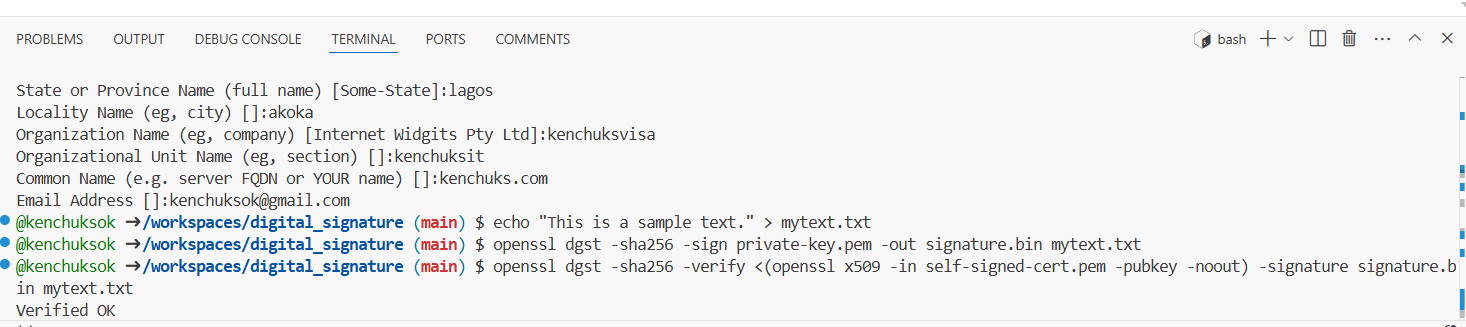 PROBLEMS OUTPUT DEBUG CONSOLE TERMINAL PORTS COMMENTS bash
State or Province Name (full name) [Some-State]:lagos
Locality Name (eg, city) []:akoka
Organization Name (eg, company) [Internet Widgits Pty Ltd]:kenchuksvisa
Organizational Unit Name (eg, section) []:kenchuksit
Common Name (e.g. server FQDN or YOUR name) []:kenchuks.com
Email Address []:kenchuksok@gmail.com
@kenchuksok ➜/workspaces/digital_signature (main) $ echo "This is a sample text." > mytext.txt
@kenchuksok ➜/workspaces/digital_signature (main) $ openssl dgst -sha256 -sign private-key.pem -out signature.bin mytext.txt
@kenchuksok ➜/workspaces/digital_signature (main) $ openssl dgst -sha256 -verify <(openssl x509 -in self-signed-cert.pem -pubkey -noout) -signature signature.b
in mytext.txt
Verified OK